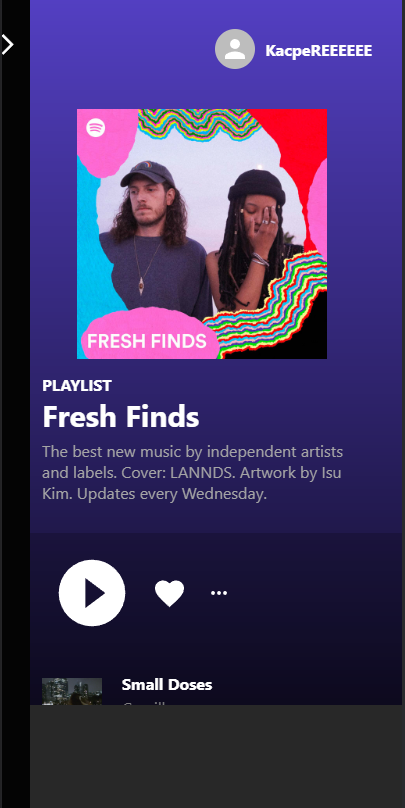 KacpeREEEEEE
FRESH FINDS
PLAYLIST
Fresh Finds
The best new music by independent artists
and labels. Cover: LANNDS. Artwork by Isu
Kim. Updates every Wednesday.
Small Doses